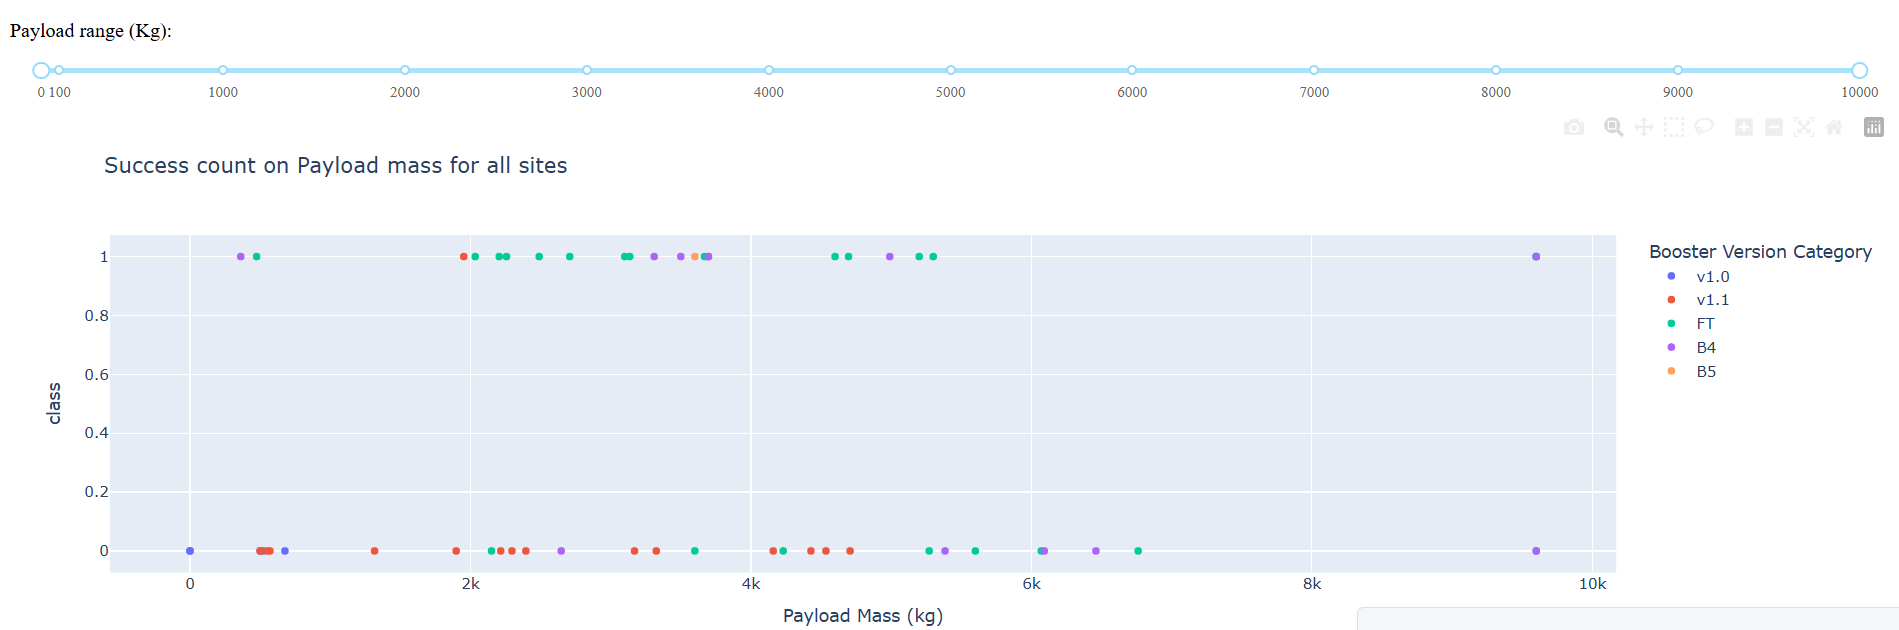 Payload range (Kg):
0 100 1000 2000 3000 4000 5000 6000 7000 8000 9000 10000
Success count on Payload mass for all sites
Booster Version Category
v1.0
v1.1
FT
B4
B5
class
1
0.8
0.6
0.4
0.2
0
0 2k 4k 6k 8k 10k
Payload Mass (kg)